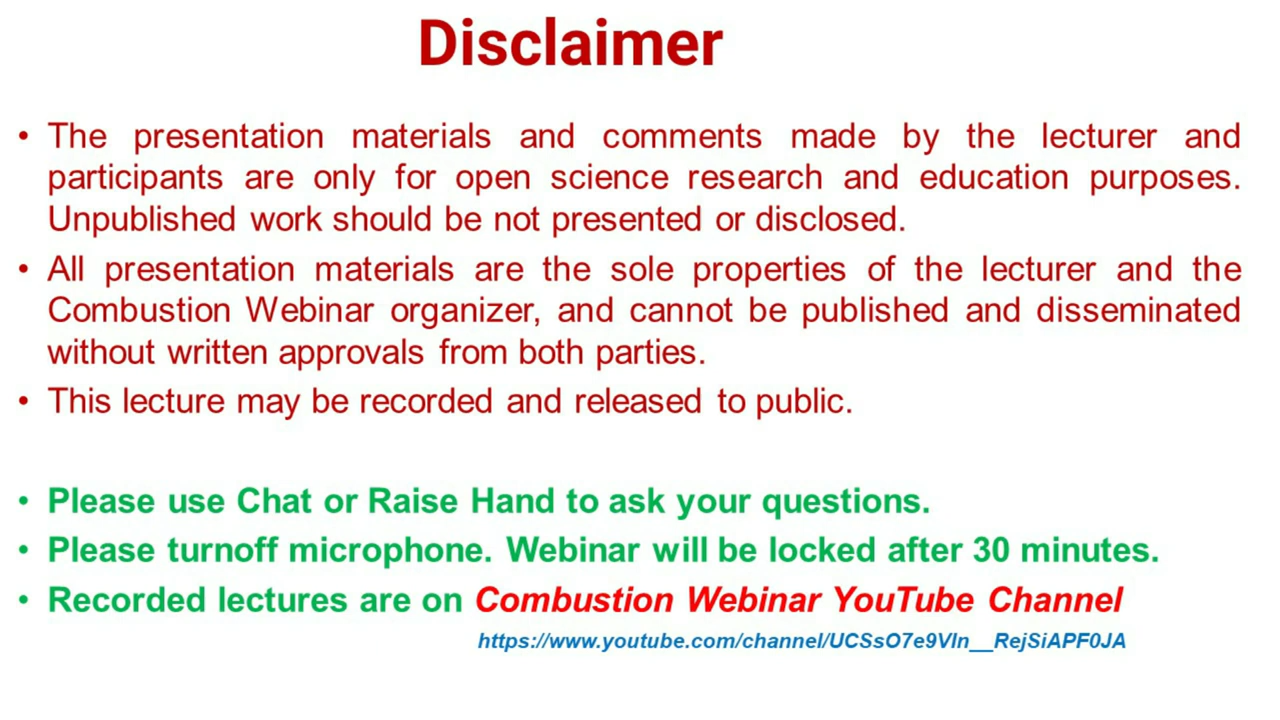 Disclaimer
• The presentation materials and comments made by the lecturer and
participants are only for open science research and education purposes.
Unpublished work should be not presented or disclosed.
• All presentation materials are the sole properties of the lecturer and the
Combustion Webinar organizer, and cannot be published and disseminated
without written approvals from both parties.
• This lecture may be recorded and released to public.
• Please use Chat or Raise Hand to ask your questions.
• Please turnoff microphone. Webinar will be locked after 30 minutes.
• Recorded lectures are on Combustion Webinar YouTube Channel
https://www.youtube.com/channel/UCSsO7e9VIn__RejSiAPF0JA